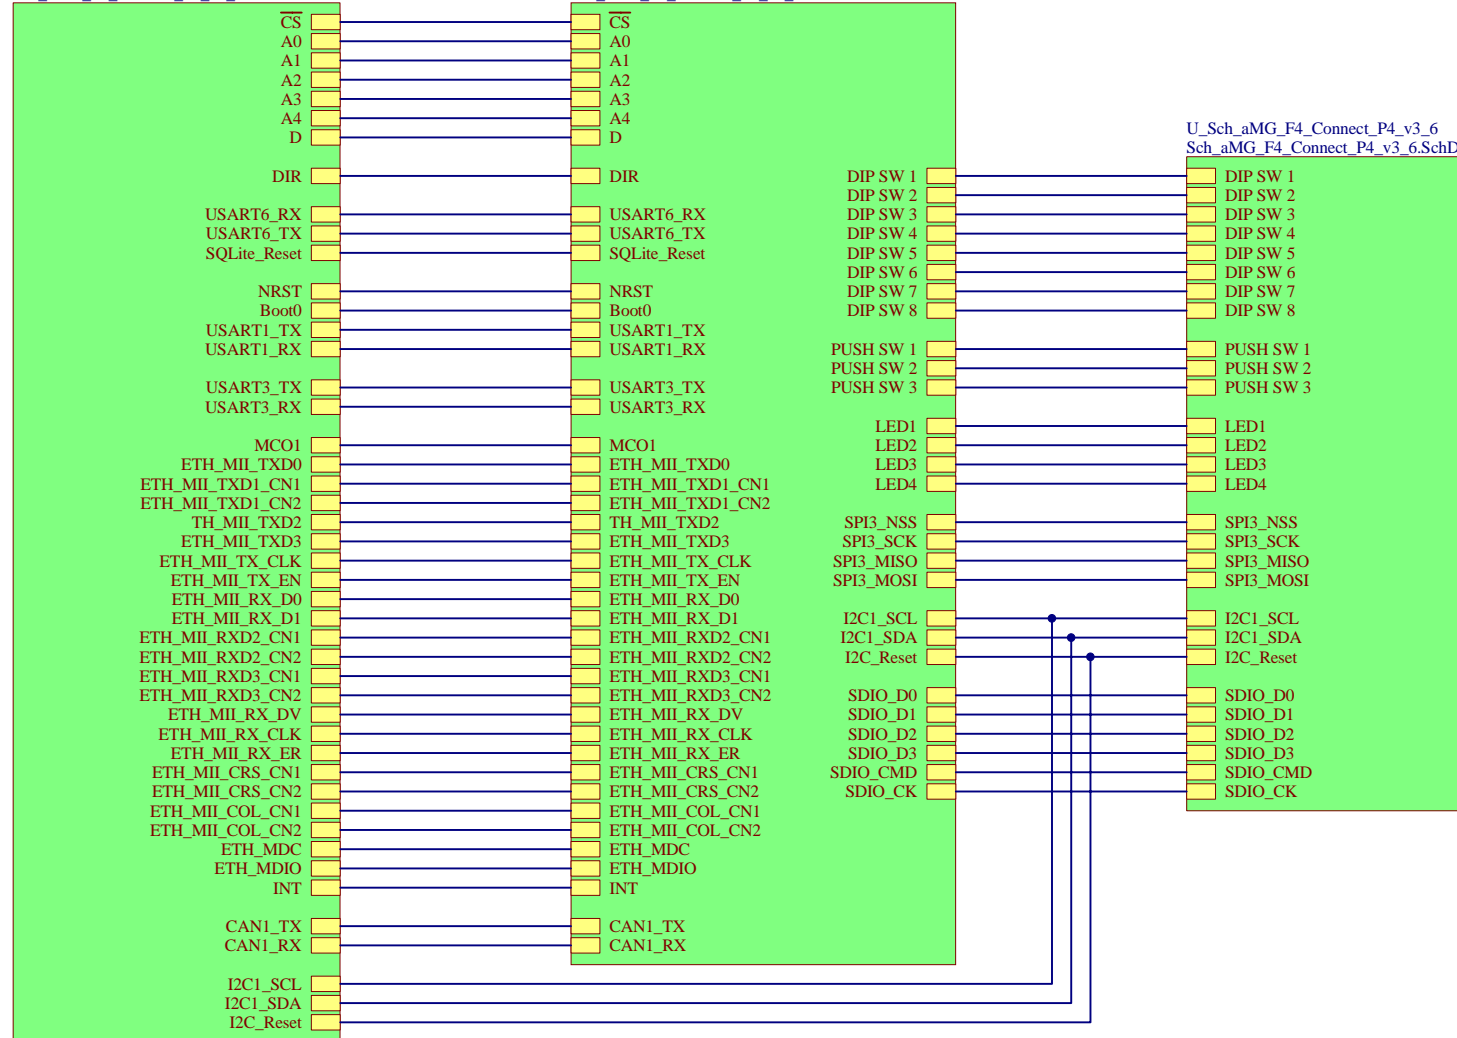 CS
A0
A1
A2
A3
A4
D
DIR
USART6_RX
USART6_TX
SQLite_Reset
NRST
Boot0
USART1_TX
USART1_RX
USART3_TX
USART3_RX
MCO1
ETH_MII_TXD0
ETH_MII_TXD1_CN1
ETH_MII_TXD1_CN2
TH_MII_TXD2
ETH_MII_TXD3
ETH_MII_TX_CLK
ETH_MII_TX_EN
ETH_MII_RX_D0
ETH_MII_RX_D1
ETH_MII_RXD2_CN1
ETH_MII_RXD2_CN2
ETH_MII_RXD3_CN1
ETH_MII_RXD3_CN2
ETH_MII_RX_DV
ETH_MII_RX_CLK
ETH_MII_RX_ER
ETH_MII_CRS_CN1
ETH_MII_CRS_CN2
ETH_MII_COL_CN1
ETH_MII_COL_CN2
ETH_MDC
ETH_MDIO
INT
CAN1_TX
CAN1_RX
I2C1_SCL
I2C1_SDA
I2C_Reset
CS
A0
A1
A2
A3
A4
D
DIR
USART6_RX
USART6_TX
SQLite_Reset
NRST
Boot0
USART1_TX
USART1_RX
USART3_TX
USART3_RX
MCO1
ETH_MII_TXD0
ETH_MII_TXD1_CN1
ETH_MII_TXD1_CN2
TH_MII_TXD2
ETH_MII_TXD3
ETH_MII_TX_CLK
ETH_MII_TX_EN
ETH_MII_RX_D0
ETH_MII_RX_D1
ETH_MII_RXD2_CN1
ETH_MII_RXD2_CN2
ETH_MII_RXD3_CN1
ETH_MII_RXD3_CN2
ETH_MII_RX_DV
ETH_MII_RX_CLK
ETH_MII_RX_ER
ETH_MII_CRS_CN1
ETH_MII_CRS_CN2
ETH_MII_COL_CN1
ETH_MII_COL_CN2
ETH_MDC
ETH_MDIO
INT
CAN1_TX
CAN1_RX
DIP SW 1
DIP SW 2
DIP SW 3
DIP SW 4
DIP SW 5
DIP SW 6
DIP SW 7
DIP SW 8
PUSH SW 1
PUSH SW 2
PUSH SW 3
LED1
LED2
LED3
LED4
SPI3_NSS
SPI3_SCK
SPI3_MISO
SPI3_MOSI
I2C1_SCL
I2C1_SDA
I2C_Reset
SDIO_D0
SDIO_D1
SDIO_D2
SDIO_D3
SDIO_CMD
SDIO_CK
U_Sch_aMG_F4_Connect_P4_v3_6
Sch_aMG_F4_Connect_P4_v3_6.SchD
DIP SW 1
DIP SW 2
DIP SW 3
DIP SW 4
DIP SW 5
DIP SW 6
DIP SW 7
DIP SW 8
PUSH SW 1
PUSH SW 2
PUSH SW 3
LED1
LED2
LED3
LED4
SPI3_NSS
SPI3_SCK
SPI3_MISO
SPI3_MOSI
I2C1_SCL
I2C1_SDA
I2C_Reset
SDIO_D0
SDIO_D1
SDIO_D2
SDIO_D3
SDIO_CMD
SDIO_CK